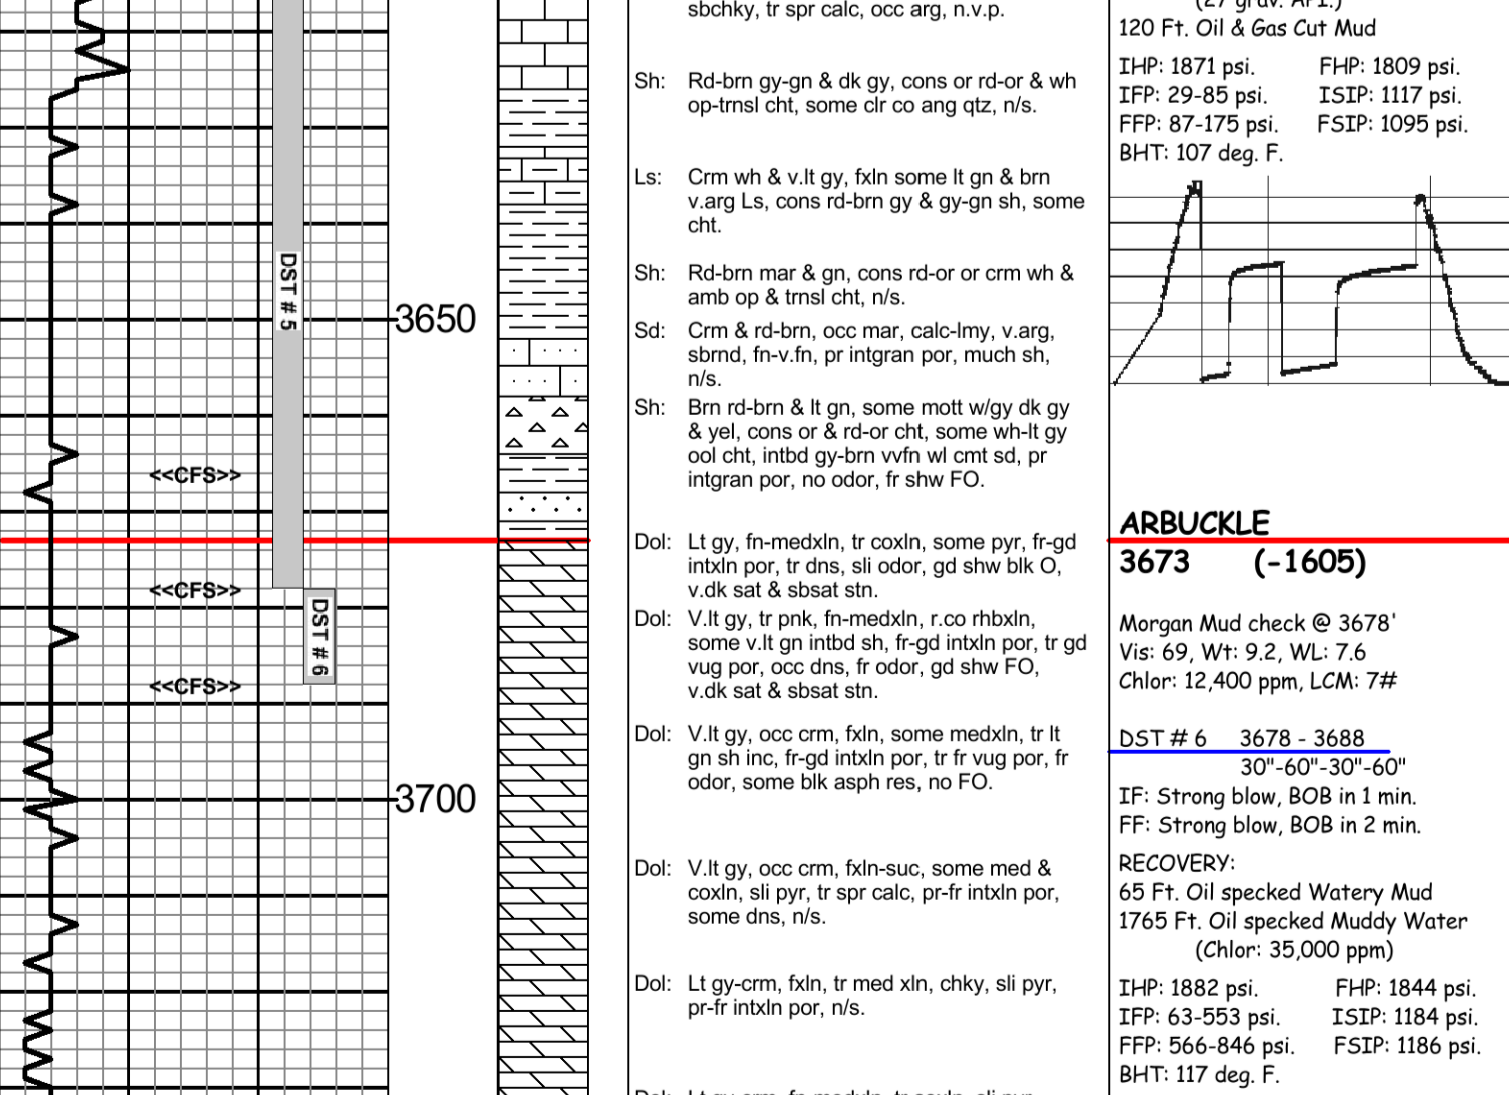 sbchky, tr spr calc, occ arg, n.v.p.
Sh: Rd-brn gy-gn & dk gy, cons or rd-or & wh
op-trnsl cht, some clr co ang qtz, n/s.
Ls: Crm wh & v.lt gy, fxln some lt gn & brn
v.arg Ls, cons rd-brn gy & gy-gn sh, some
cht.
Sh: Rd-brn mar & gn, cons rd-or or crm wh &
amb op & trnsl cht, n/s.
Sd: Crm & rd-brn, occ mar, calc-lmy, v.arg,
sbrnd, fn-v.fn, pr intgran por, much sh,
n/s.
Sh: Brn rd-brn & lt gn, some mott w/gy dk gy
& yel, cons or & rd-or cht, some wh-lt gy
ool cht, intbd gy-brn vvfn wl cmt sd, pr
intgran por, no odor, fr shw FO.
Dol: Lt gy, fn-medxln, tr coxln, some pyr, fr-gd
intxln por, tr dns, sli odor, gd shw blk O,
v.dk sat & sbsat stn.
Dol: V.lt gy, tr pnk, fn-medxln, r.co rhbxln,
some v.lt gn intbd sh, fr-gd intxln por, tr gd
vug por, occ dns, fr odor, gd shw FO,
v.dk sat & sbsat stn.
Dol: V.lt gy, occ crm, fxln, some medxln, tr lt
gn sh inc, fr-gd intxln por, tr fr vug por, fr
odor, some blk asph res, no FO.
Dol: V.lt gy, occ crm, fxln-suc, some med &
coxln, sli pyr, tr spr calc, pr-fr intxln por,
some dns, n/s.
Dol: Lt gy-crm, fxln, tr med xln, chky, sli pyr,
pr-fr intxln por, n/s.
DST # 5
3650
<<CFS>>
<<CFS>>
DST # 6
<<CFS>>
3700
(27 grav. API.)
120 Ft. Oil & Gas Cut Mud
IHP: 1871 psi. FHP: 1809 psi.
IFP: 29-85 psi. ISIP: 1117 psi.
FFP: 87-175 psi. FSIP: 1095 psi.
BHT: 107 deg. F.
ARBUCKLE
3673 (-1605)
Morgan Mud check @ 3678'
Vis: 69, Wt: 9.2, WL: 7.6
Chlor: 12,400 ppm, LCM: 7#
DST # 6 3678 - 3688
30"-60"-30"-60"
IF: Strong blow, BOB in 1 min.
FF: Strong blow, BOB in 2 min.
RECOVERY:
65 Ft. Oil specked Watery Mud
1765 Ft. Oil specked Muddy Water
(Chlor: 35,000 ppm)
IHP: 1882 psi. FHP: 1844 psi.
IFP: 63-553 psi. ISIP: 1184 psi.
FFP: 566-846 psi. FSIP: 1186 psi.
BHT: 117 deg. F.